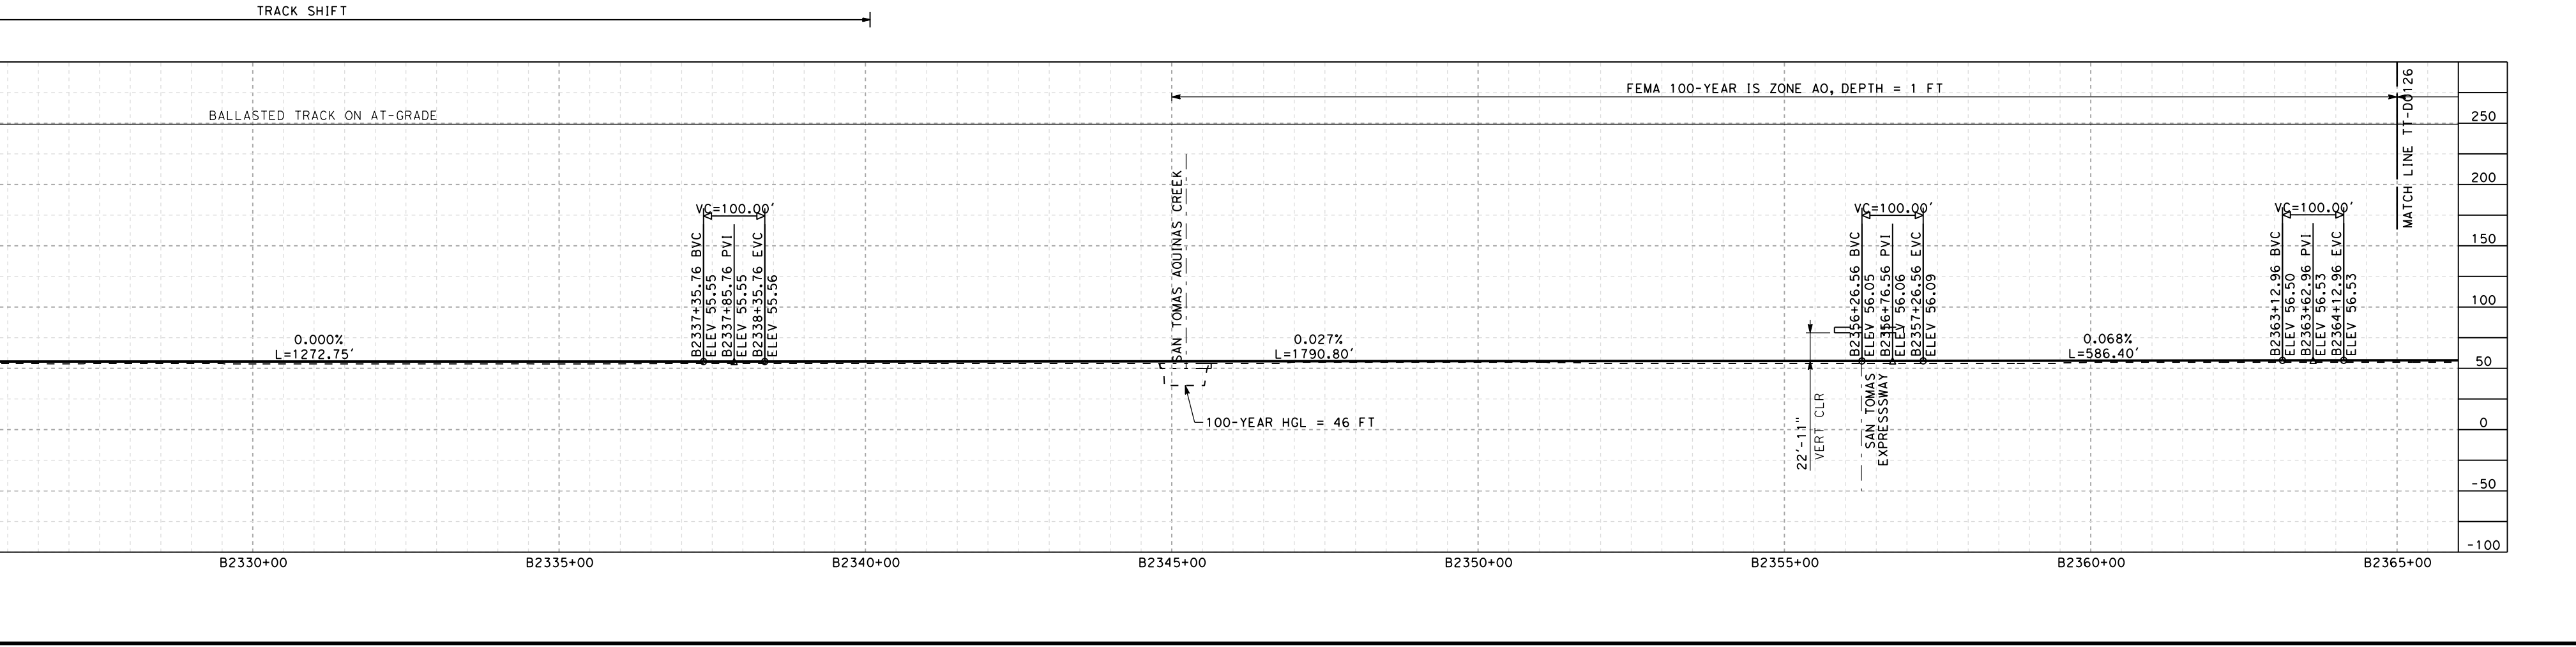 TRACK SHIFT
FEMA 100-YEAR IS ZONE AO, DEPTH = 1 FT
MATCH LINE TT-D0126
BALLASTED TRACK ON AT-GRADE
0.000%
L=1272.75'
VC=100.00'
B2337+35.76 BVC
ELEV 55.55
B2337+85.76 PVI
ELEV 55.55
B2338+35.76 EVC
ELEV 55.56
SAN TOMAS AQUINAS CREEK
100-YEAR HGL = 46 FT
0.027%
L=1790.80'
22'-11"
VERT CLR
VC=100.00'
B2356+26.56 BVC
ELEV 56.05
B2356+76.56 PVI
ELEV 56.06
B2357+26.56 EVC
ELEV 56.09
SAN TOMAS
EXPRESSSWAY
0.068%
L=586.40'
VC=100.00'
B2363+12.96 BVC
ELEV 56.50
B2363+62.96 PVI
ELEV 56.53
B2364+12.96 EVC
ELEV 56.53
250
200
150
100
50
0
-50
-100
B2330+00
B2335+00
B2340+00
B2345+00
B2350+00
B2355+00
B2360+00
B2365+00